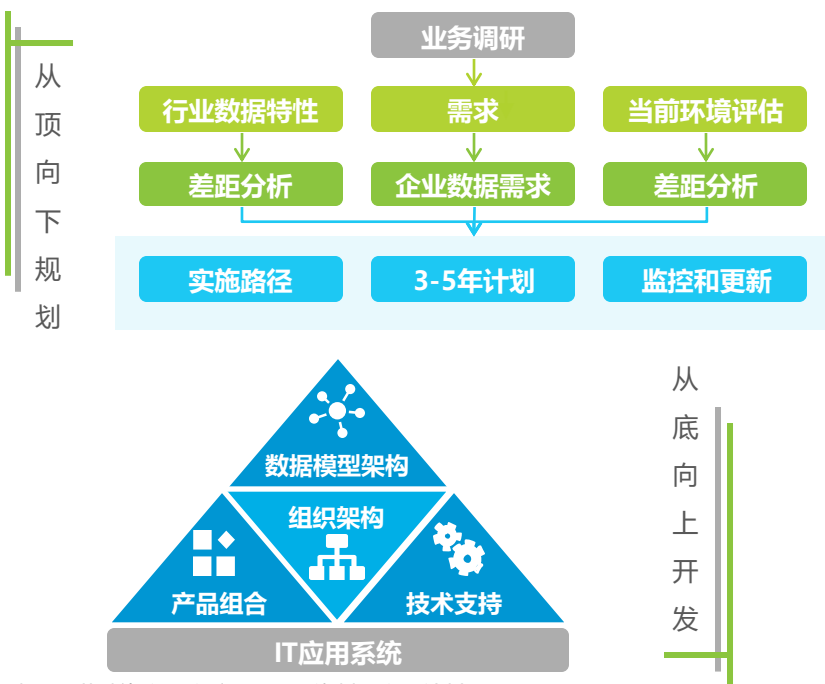 从顶向下规划
业务调研
行业数据特性
需求
当前环境评估
差距分析
企业数据需求
差距分析
实施路径
3-5年计划
监控和更新
从底向上开发
数据模型架构
组织架构
产品组合
技术支持
IT应用系统